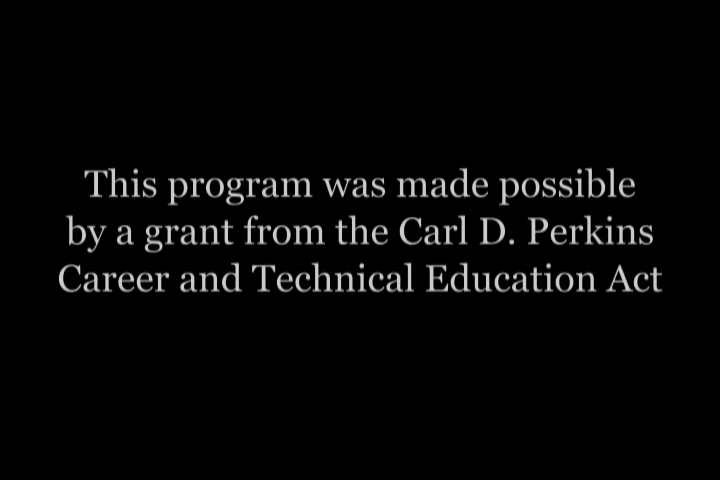 This program was made possible
by a grant from the Carl D. Perkins
Career and Technical Education Act